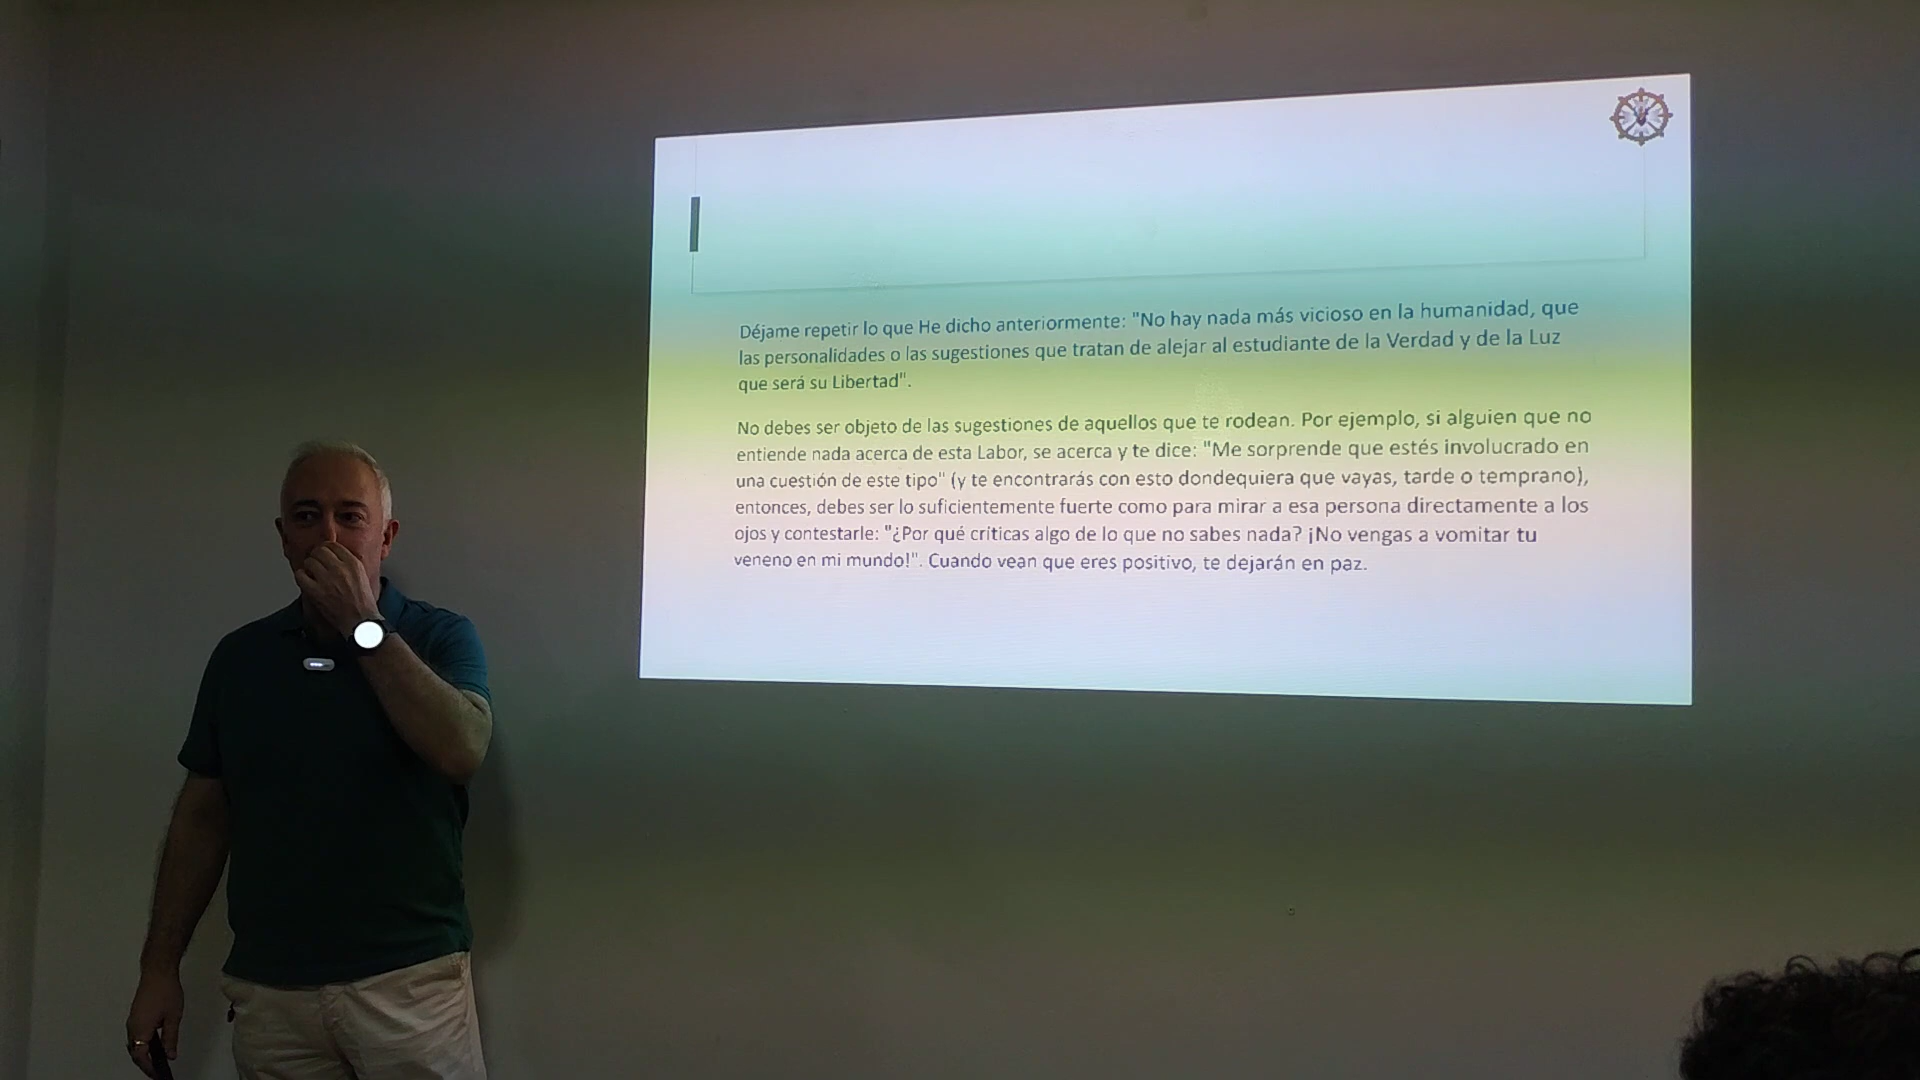 Déjame repetir lo que He dicho anteriormente: "No hay nada más vicioso en la humanidad, que
las personalidades o las sugestiones que tratan de alejar al estudiante de la Verdad y de la Luz
que será su Libertad".
No debes ser objeto de las sugestiones de aquellos que te rodean. Por ejemplo, si alguien que no
entiende nada acerca de esta Labor, se acerca y te dice: "Me sorprende que estés involucrado en
una cuestión de este tipo" (y te encontrarás con esto dondequiera que vayas, tarde o temprano),
entonces, debes ser lo suficientemente fuerte como para mirar a esa persona directamente a los
ojos y contestarle: "¿Por qué criticas algo de lo que no sabes nada? ¡No vengas a vomitar tu
veneno en mi mundo!". Cuando vean que eres positivo, te dejarán en paz.